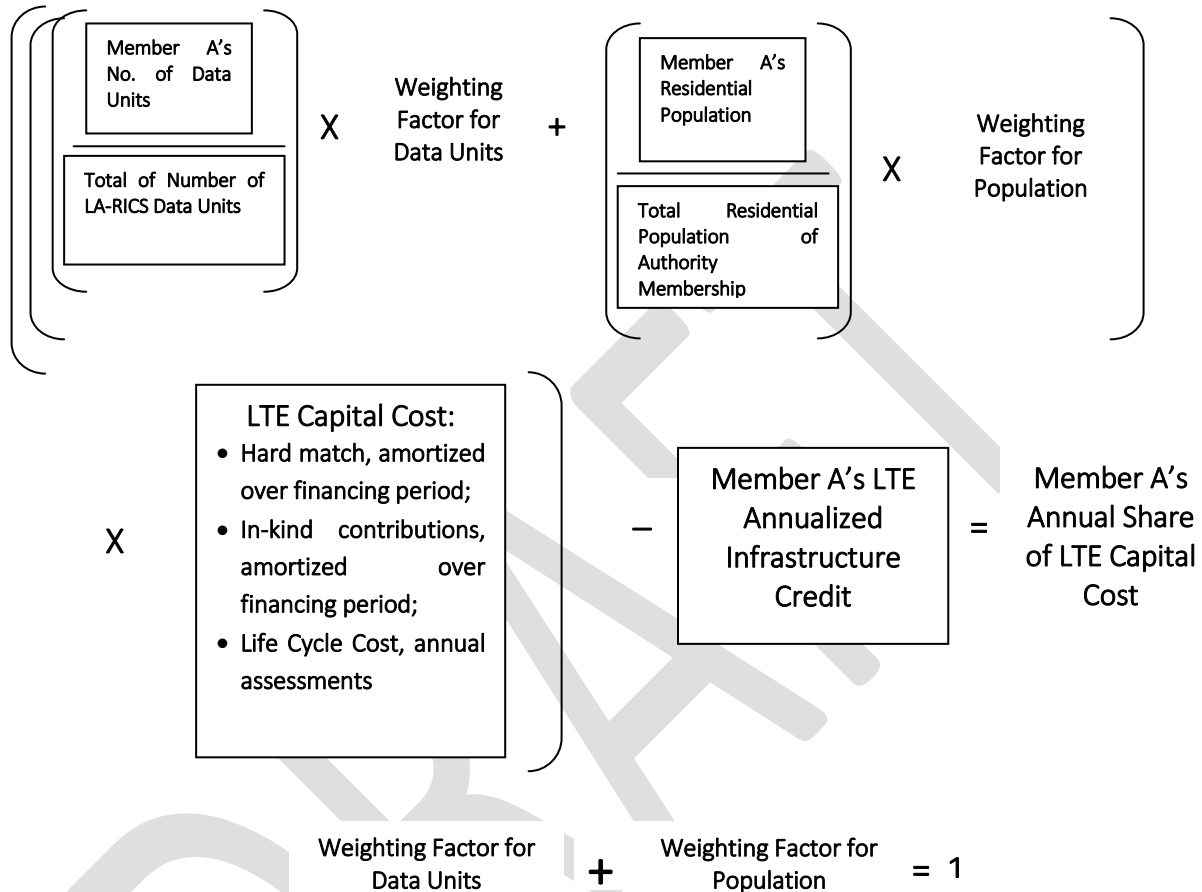 Member A's
No. of Data
Units
Total of Number of
LA-RICS Data Units
X
Weighting
Factor for
Data Units
+
Member A's
Residential
Population
Total Residential
Population of
Authority
Membership
X
Weighting
Factor for
Population
X
LTE Capital Cost:
• Hard match, amortized
over financing period;
• In-kind contributions,
amortized over
financing period;
• Life Cycle Cost, annual
assessments
–
Member A's LTE
Annualized
Infrastructure
Credit
=
Member A's
Annual Share
of LTE Capital
Cost
Weighting Factor for
Data Units
+
Weighting Factor for
Population
= 1
DRAFT